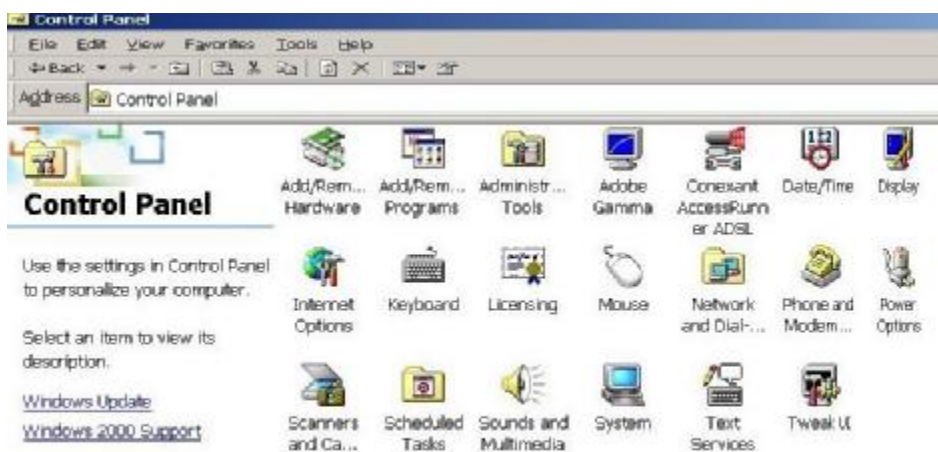 Control Panel
File Edit View Favorites Tools Help
Back
Address Control Panel
Control Panel
Use the settings in Control Panel
to personalize your computer.
Select an item to view its
description.
Windows Update
Windows 2000 Support
Add/Rem... Add/Rem... Administr... Adobe Conexant Date/Time Display
Hardware Programs Tools Gamma AccessRunn
er ADSL
Internet Keyboard Licensing Mouse Network Phone and Power
Options and Dial-... Modem... Options
Scanners Scheduled Sounds and System Text Tweak UI
and Ca... Tasks Multimedia Services